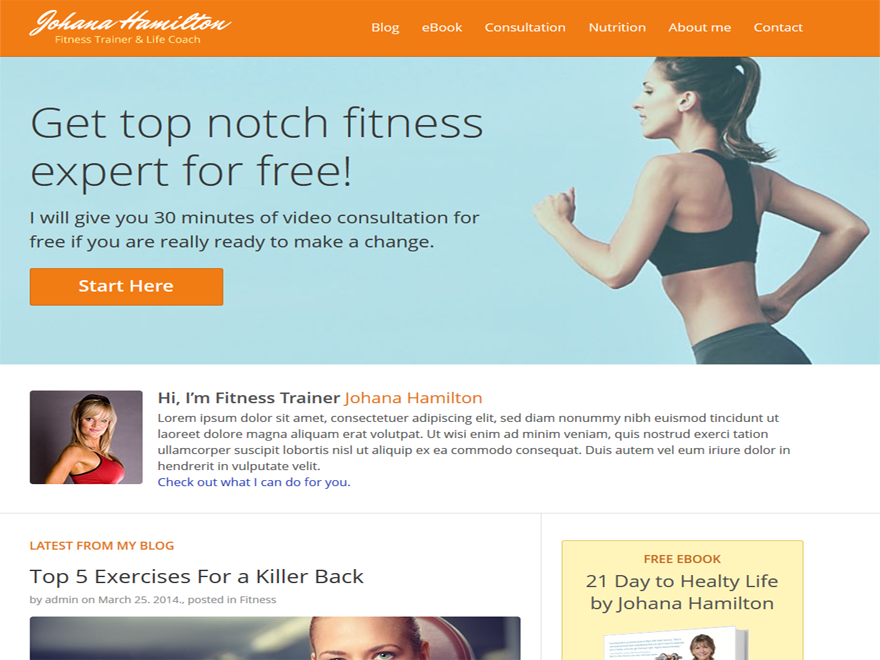 Johana Hamilton
Fitness Trainer & Life Coach
Blog eBook Consultation Nutrition About me Contact
Get top notch fitness
expert for free!
I will give you 30 minutes of video consultation for
free if you are really ready to make a change.
Start Here
Hi, I'm Fitness Trainer Johana Hamilton
Lorem ipsum dolor sit amet, consectetuer adipiscing elit, sed diam nonummy nibh euismod tincidunt ut
laoreet dolore magna aliquam erat volutpat. Ut wisi enim ad minim veniam, quis nostrud exerci tation
ullamcorper suscipit lobortis nisl ut aliquip ex ea commodo consequat. Duis autem vel eum iriure dolor in
hendrerit in vulputate velit.
Check out what I can do for you.
LATEST FROM MY BLOG
Top 5 Exercises For a Killer Back
by admin on March 25. 2014., posted in Fitness
FREE EBOOK
21 Day to Healty Life
by Johana Hamilton